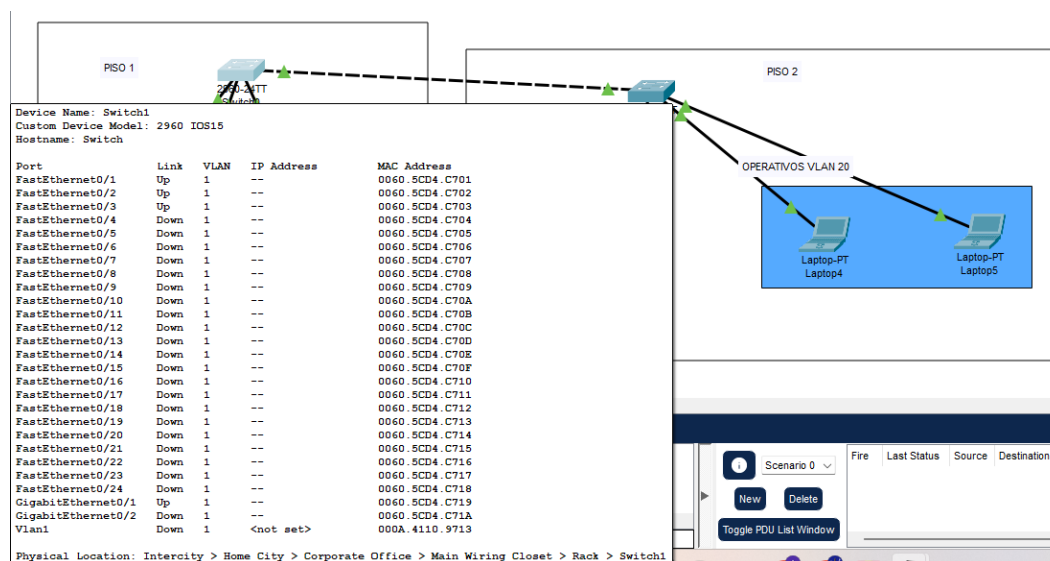 PISO 1
PISO 2
2960-24TT
Switch0
Device Name: Switch1
Custom Device Model: 2960 IOS15
Hostname: Switch
Port Link VLAN IP Address MAC Address
FastEthernet0/1 Up 1 -- 0060.5CD4.C701
FastEthernet0/2 Up 1 -- 0060.5CD4.C702
FastEthernet0/3 Up 1 -- 0060.5CD4.C703
FastEthernet0/4 Down 1 -- 0060.5CD4.C704
FastEthernet0/5 Down 1 -- 0060.5CD4.C705
FastEthernet0/6 Down 1 -- 0060.5CD4.C706
FastEthernet0/7 Down 1 -- 0060.5CD4.C707
FastEthernet0/8 Down 1 -- 0060.5CD4.C708
FastEthernet0/9 Down 1 -- 0060.5CD4.C709
FastEthernet0/10 Down 1 -- 0060.5CD4.C70A
FastEthernet0/11 Down 1 -- 0060.5CD4.C70B
FastEthernet0/12 Down 1 -- 0060.5CD4.C70C
FastEthernet0/13 Down 1 -- 0060.5CD4.C70D
FastEthernet0/14 Down 1 -- 0060.5CD4.C70E
FastEthernet0/15 Down 1 -- 0060.5CD4.C70F
FastEthernet0/16 Down 1 -- 0060.5CD4.C710
FastEthernet0/17 Down 1 -- 0060.5CD4.C711
FastEthernet0/18 Down 1 -- 0060.5CD4.C712
FastEthernet0/19 Down 1 -- 0060.5CD4.C713
FastEthernet0/20 Down 1 -- 0060.5CD4.C714
FastEthernet0/21 Down 1 -- 0060.5CD4.C715
FastEthernet0/22 Down 1 -- 0060.5CD4.C716
FastEthernet0/23 Down 1 -- 0060.5CD4.C717
FastEthernet0/24 Down 1 -- 0060.5CD4.C718
GigabitEthernet0/1 Up 1 -- 0060.5CD4.C719
GigabitEthernet0/2 Down 1 -- 0060.5CD4.C71A
Vlan1 Down 1 <not set> 000A.4110.9713
Physical Location: Intercity > Home City > Corporate Office > Main Wiring Closet > Rack > Switch1
OPERATIVOS VLAN 20
Laptop-PT
Laptop4
Laptop-PT
Laptop5
Scenario 0
New Delete
Toggle PDU List Window
Fire Last Status Source Destination